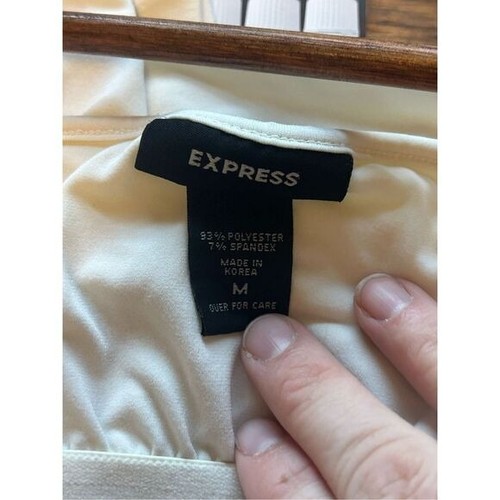 EXPRESS
93% POLYESTER
7% SPANDEX
MADE IN
KOREA
M
OVER FOR CARE